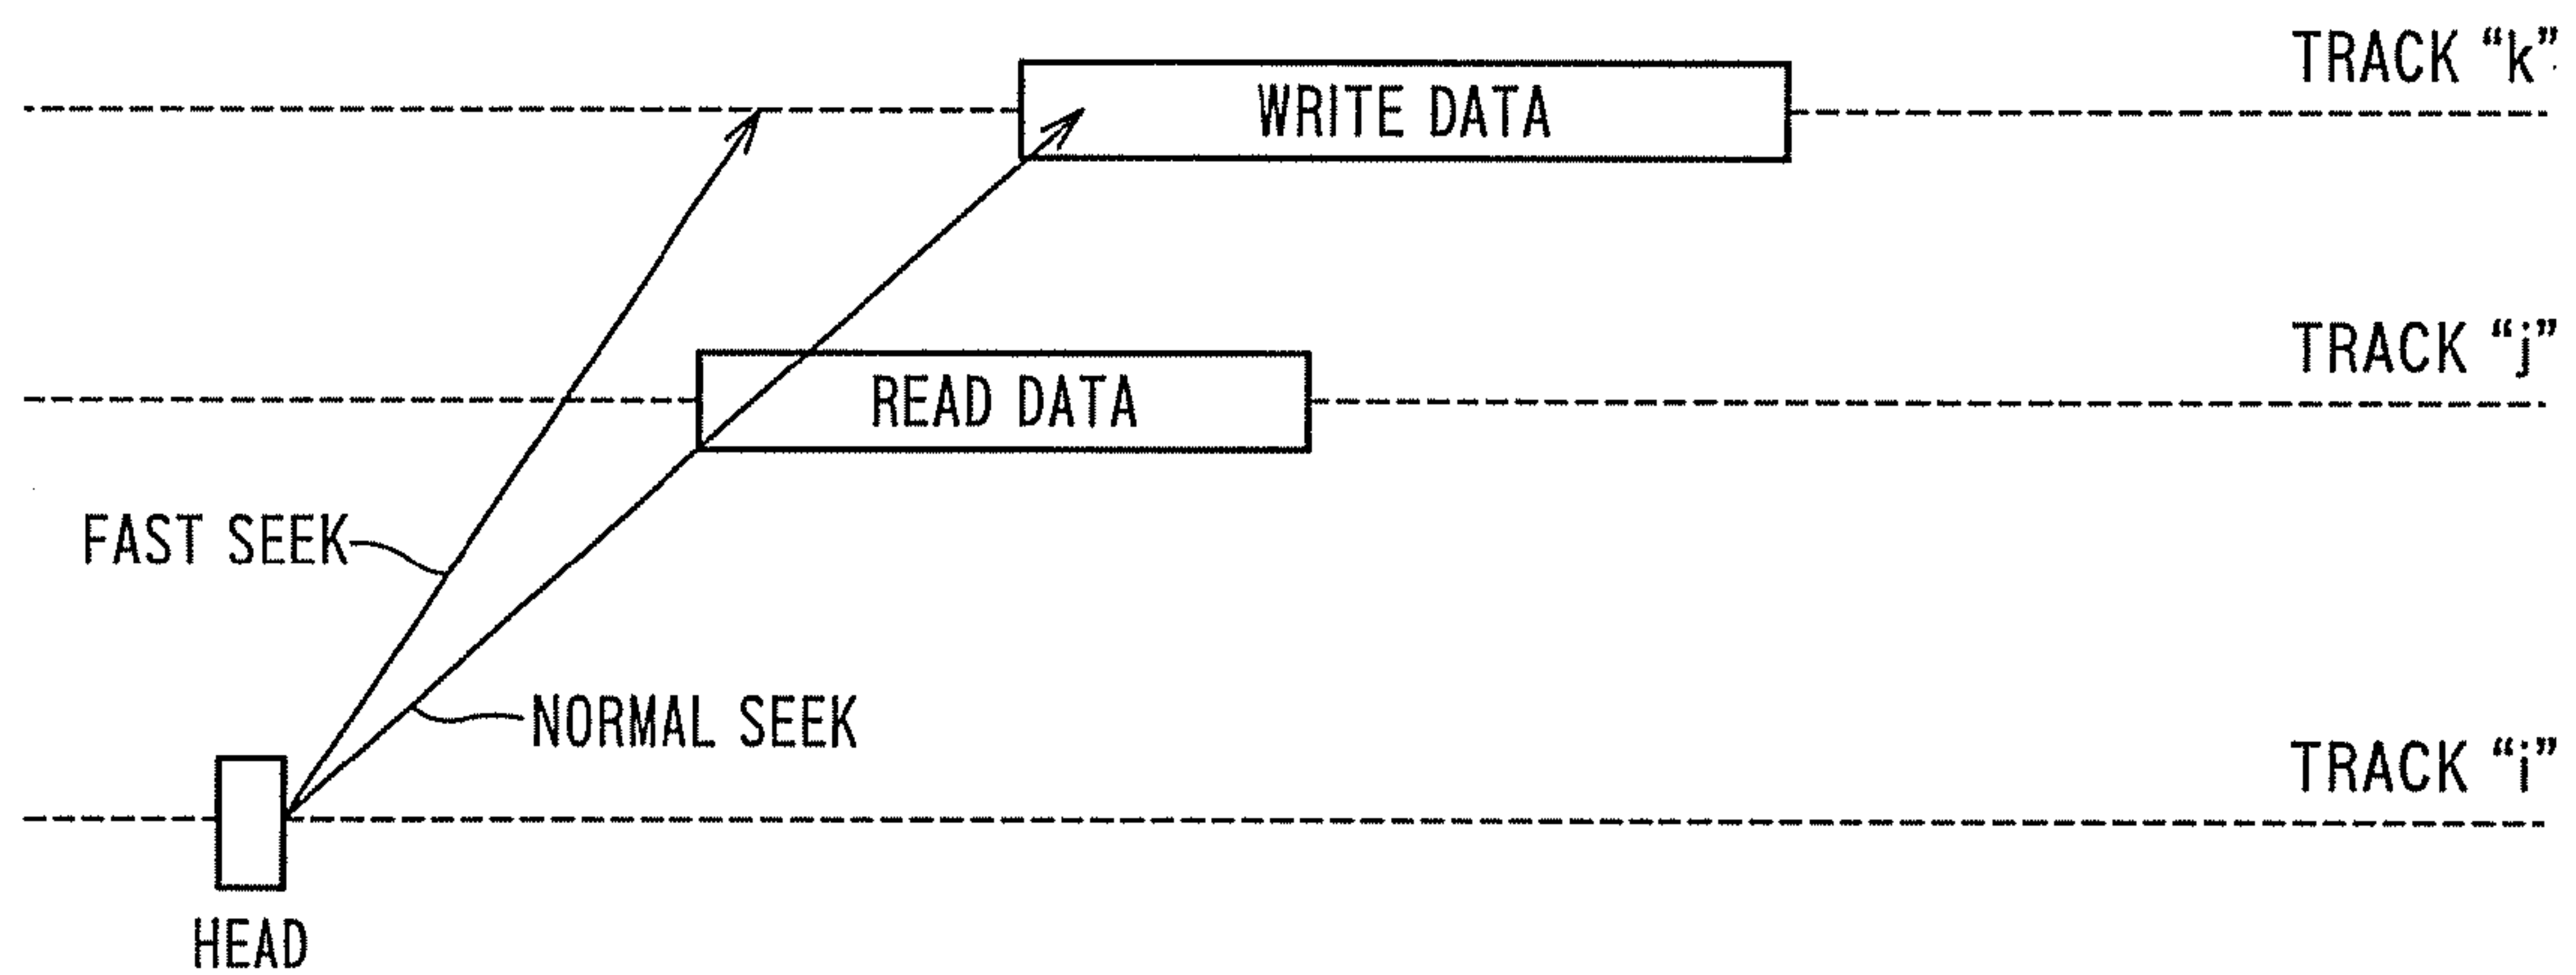 TRACK “k”
WRITE DATA
TRACK “j”
READ DATA
FAST SEEK
NORMAL SEEK
TRACK “i”
HEAD